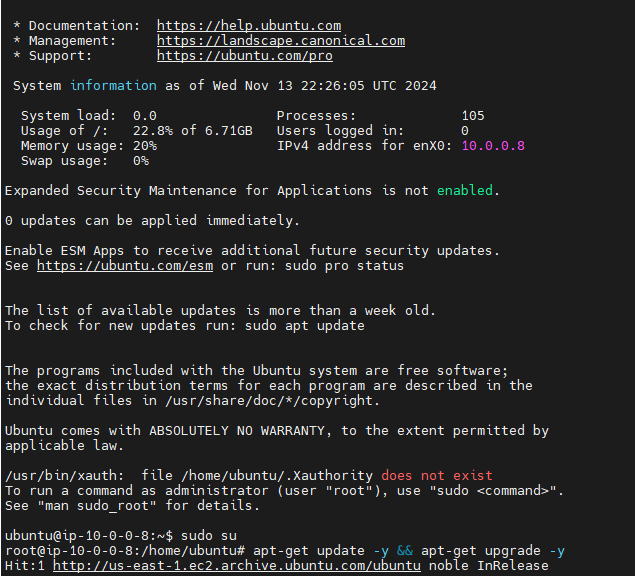 * Documentation:  https://help.ubuntu.com
* Management:     https://landscape.canonical.com
* Support:        https://ubuntu.com/pro
System information as of Wed Nov 13 22:26:05 UTC 2024
System load:  0.0               Processes:             105
Usage of /:   22.8% of 6.71GB   Users logged in:       0
Memory usage: 20%               IPv4 address for enX0: 10.0.0.8
Swap usage:   0%
Expanded Security Maintenance for Applications is not enabled.
0 updates can be applied immediately.
Enable ESM Apps to receive additional future security updates.
See https://ubuntu.com/esm or run: sudo pro status
The list of available updates is more than a week old.
To check for new updates run: sudo apt update
The programs included with the Ubuntu system are free software;
the exact distribution terms for each program are described in the
individual files in /usr/share/doc/*/copyright.
Ubuntu comes with ABSOLUTELY NO WARRANTY, to the extent permitted by
applicable law.
/usr/bin/xauth:  file /home/ubuntu/.Xauthority does not exist
To run a command as administrator (user "root"), use "sudo <command>".
See "man sudo_root" for details.
ubuntu@ip-10-0-0-8:~$ sudo su
root@ip-10-0-0-8:/home/ubuntu# apt-get update -y && apt-get upgrade -y
Hit:1 http://us-east-1.ec2.archive.ubuntu.com/ubuntu noble InRelease